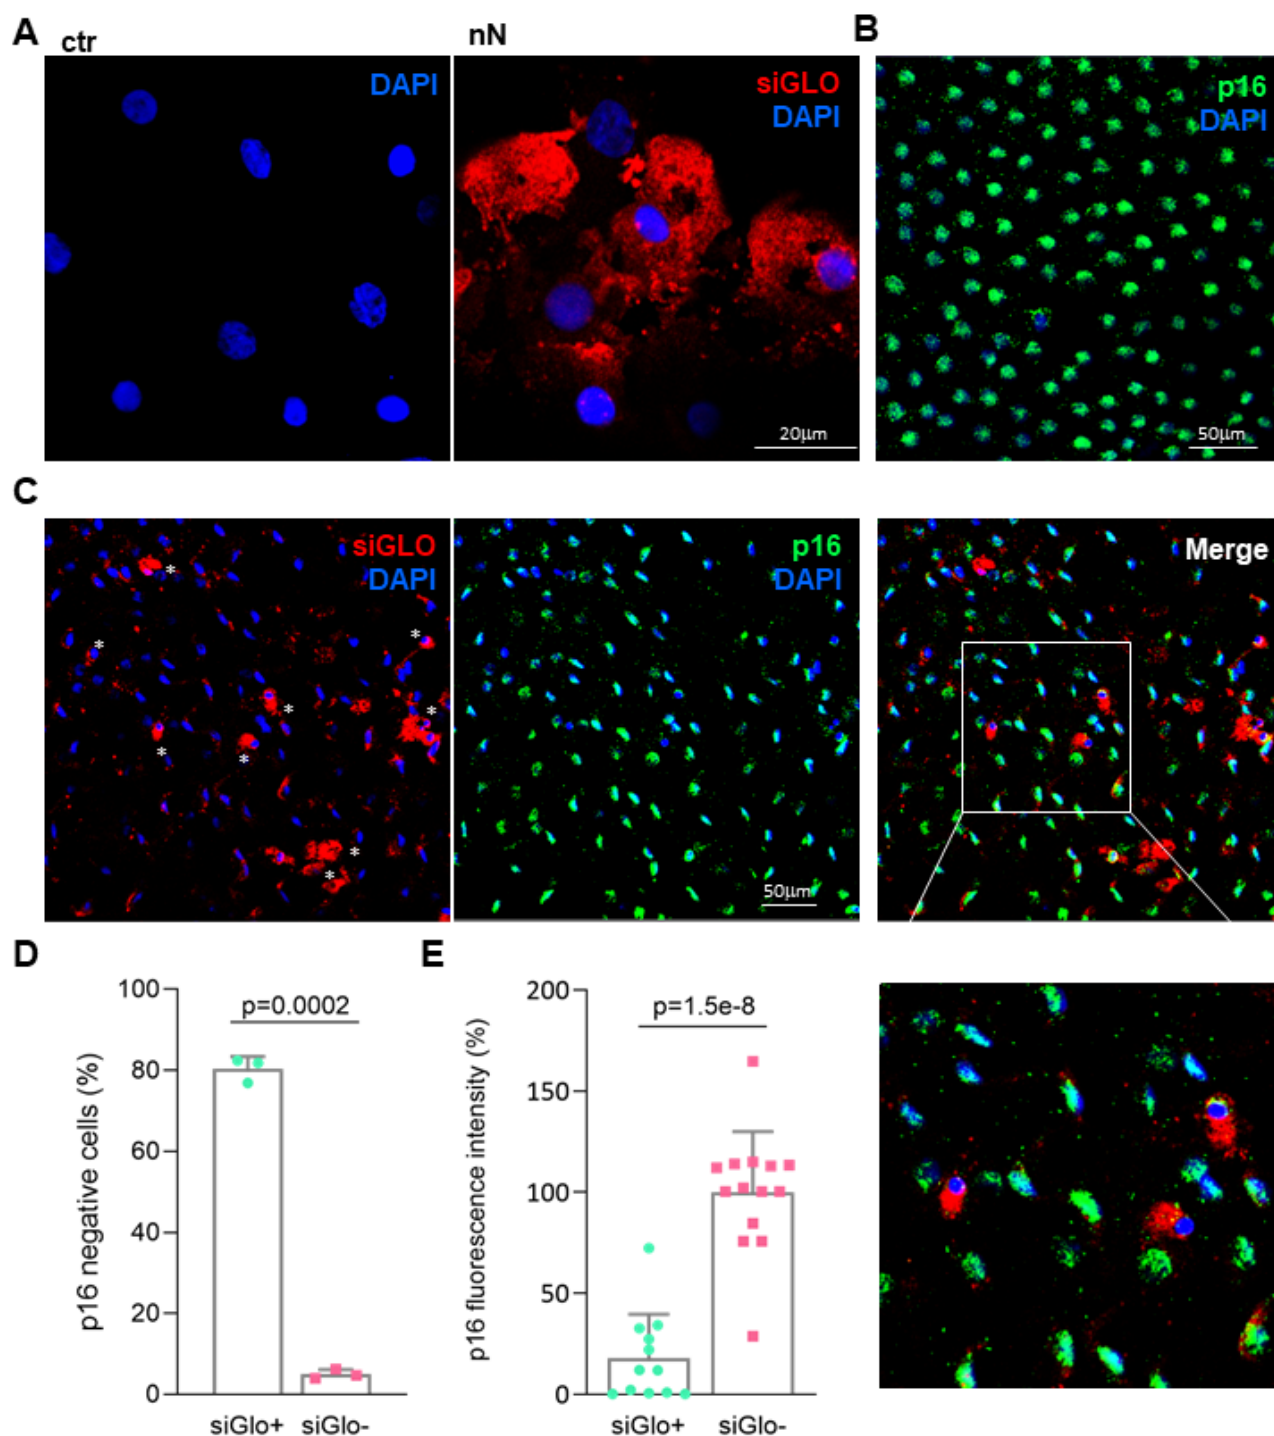 A
ctr
nN
B
DAPI
siGLO
DAPI
p16
DAPI
20μm
50μm
C
siGLO
DAPI
p16
DAPI
Merge
*
*
*
*
*
*
*
*
*
50μm
D
E
p16 negative cells (%)
100
80
60
40
20
0
p=0.0002
siGlo+ siGlo-
p16 fluorescence intensity (%)
200
150
100
50
0
p=1.5e-8
siGlo+ siGlo-